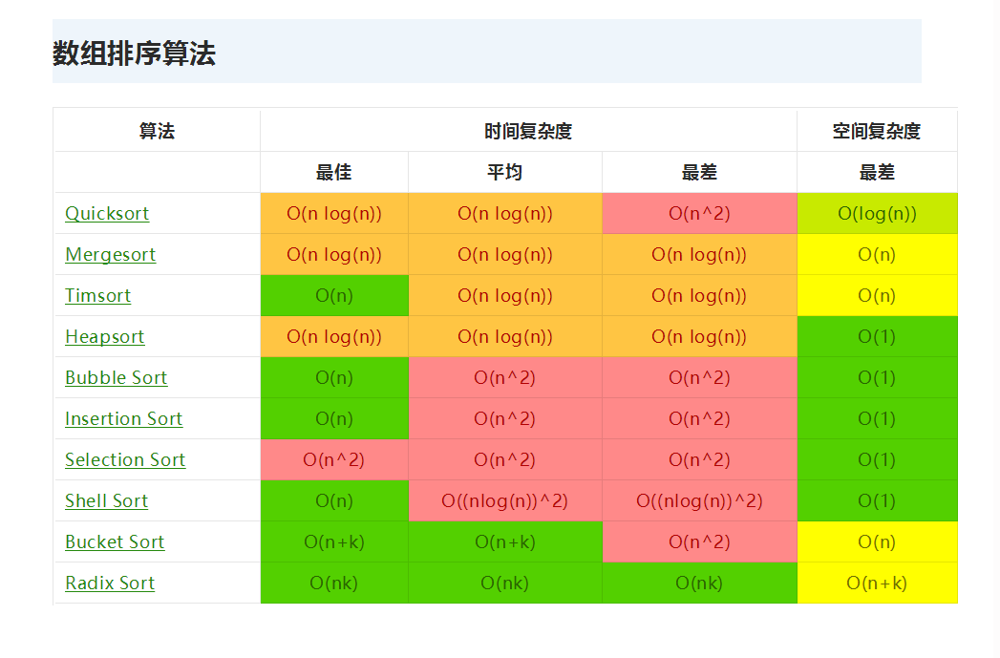 数组排序算法
算法 时间复杂度 空间复杂度
最佳 平均 最差 最差
Quicksort O(n log(n)) O(n log(n)) O(n^2) O(log(n))
Mergesort O(n log(n)) O(n log(n)) O(n log(n)) O(n)
Timsort O(n) O(n log(n)) O(n log(n)) O(n)
Heapsort O(n log(n)) O(n log(n)) O(n log(n)) O(1)
Bubble Sort O(n) O(n^2) O(n^2) O(1)
Insertion Sort O(n) O(n^2) O(n^2) O(1)
Selection Sort O(n^2) O(n^2) O(n^2) O(1)
Shell Sort O(n) O((nlog(n))^2) O((nlog(n))^2) O(1)
Bucket Sort O(n+k) O(n+k) O(n^2) O(n)
Radix Sort O(nk) O(nk) O(nk) O(n+k)